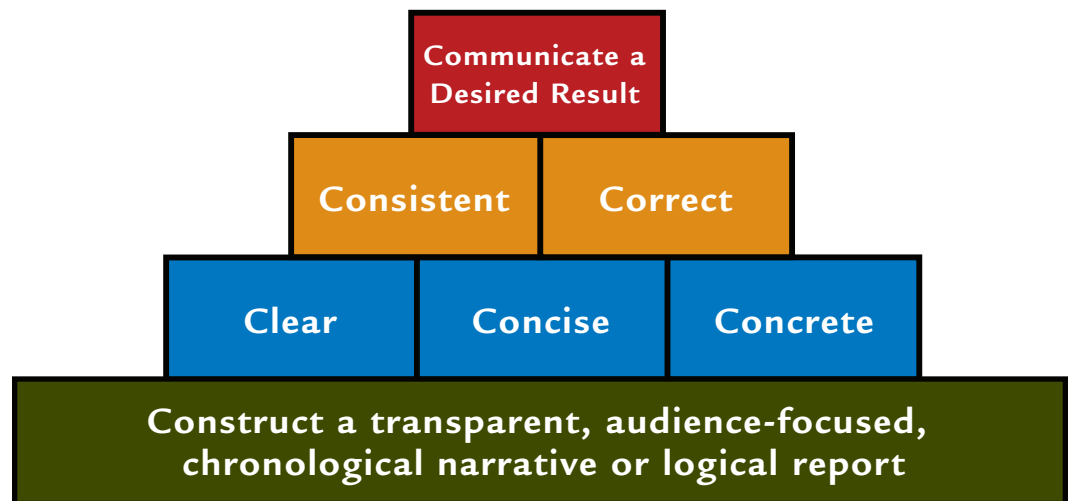 Communicate a
Desired Result
Consistent
Correct
Clear
Concise
Concrete
Construct a transparent, audience-focused,
chronological narrative or logical report